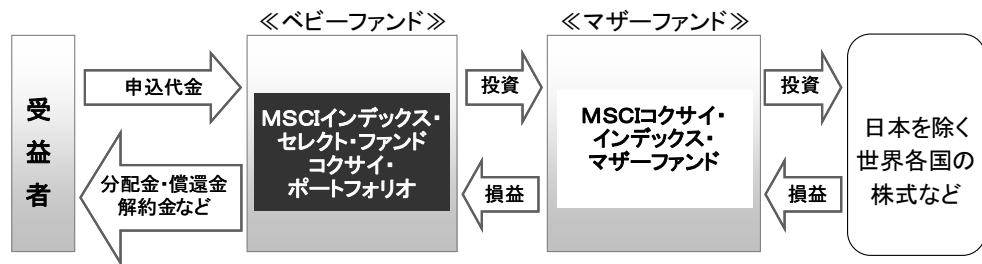 ≪ベビーファンド≫
≪マザーファンド≫
受益者
申込代金
分配金・償還金
解約金など
MSCIインデックス・
セレクト・ファンド
コクサイ・
ポートフォリオ
投資
損益
MSCIコクサイ・
インデックス・
マザーファンド
投資
損益
日本を除く
世界各国の
株式など